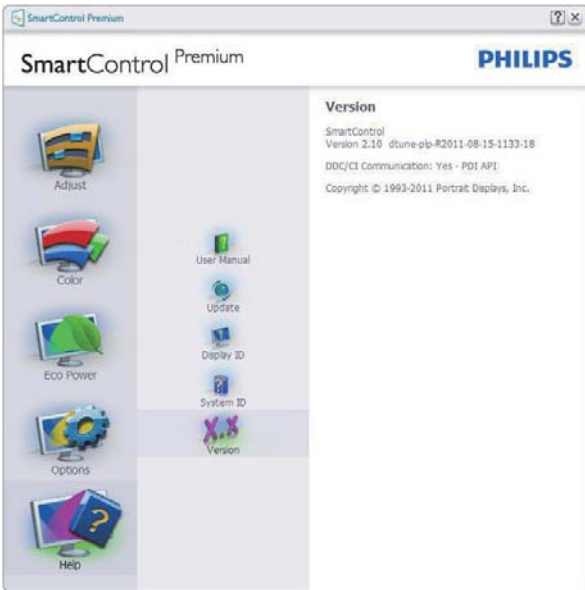 SmartControl Premium
SmartControl Premium
PHILIPS
Adjust
Color
Eco Power
Options
Help
User Manual
Update
Display ID
System ID
X.X
Version
Version
SmartControl
Version 2.10 dtune-plp-R2011-08-15-1133-18
DDC/CI Communication: Yes - PDI API
Copyright © 1993-2011 Portrait Displays, Inc.